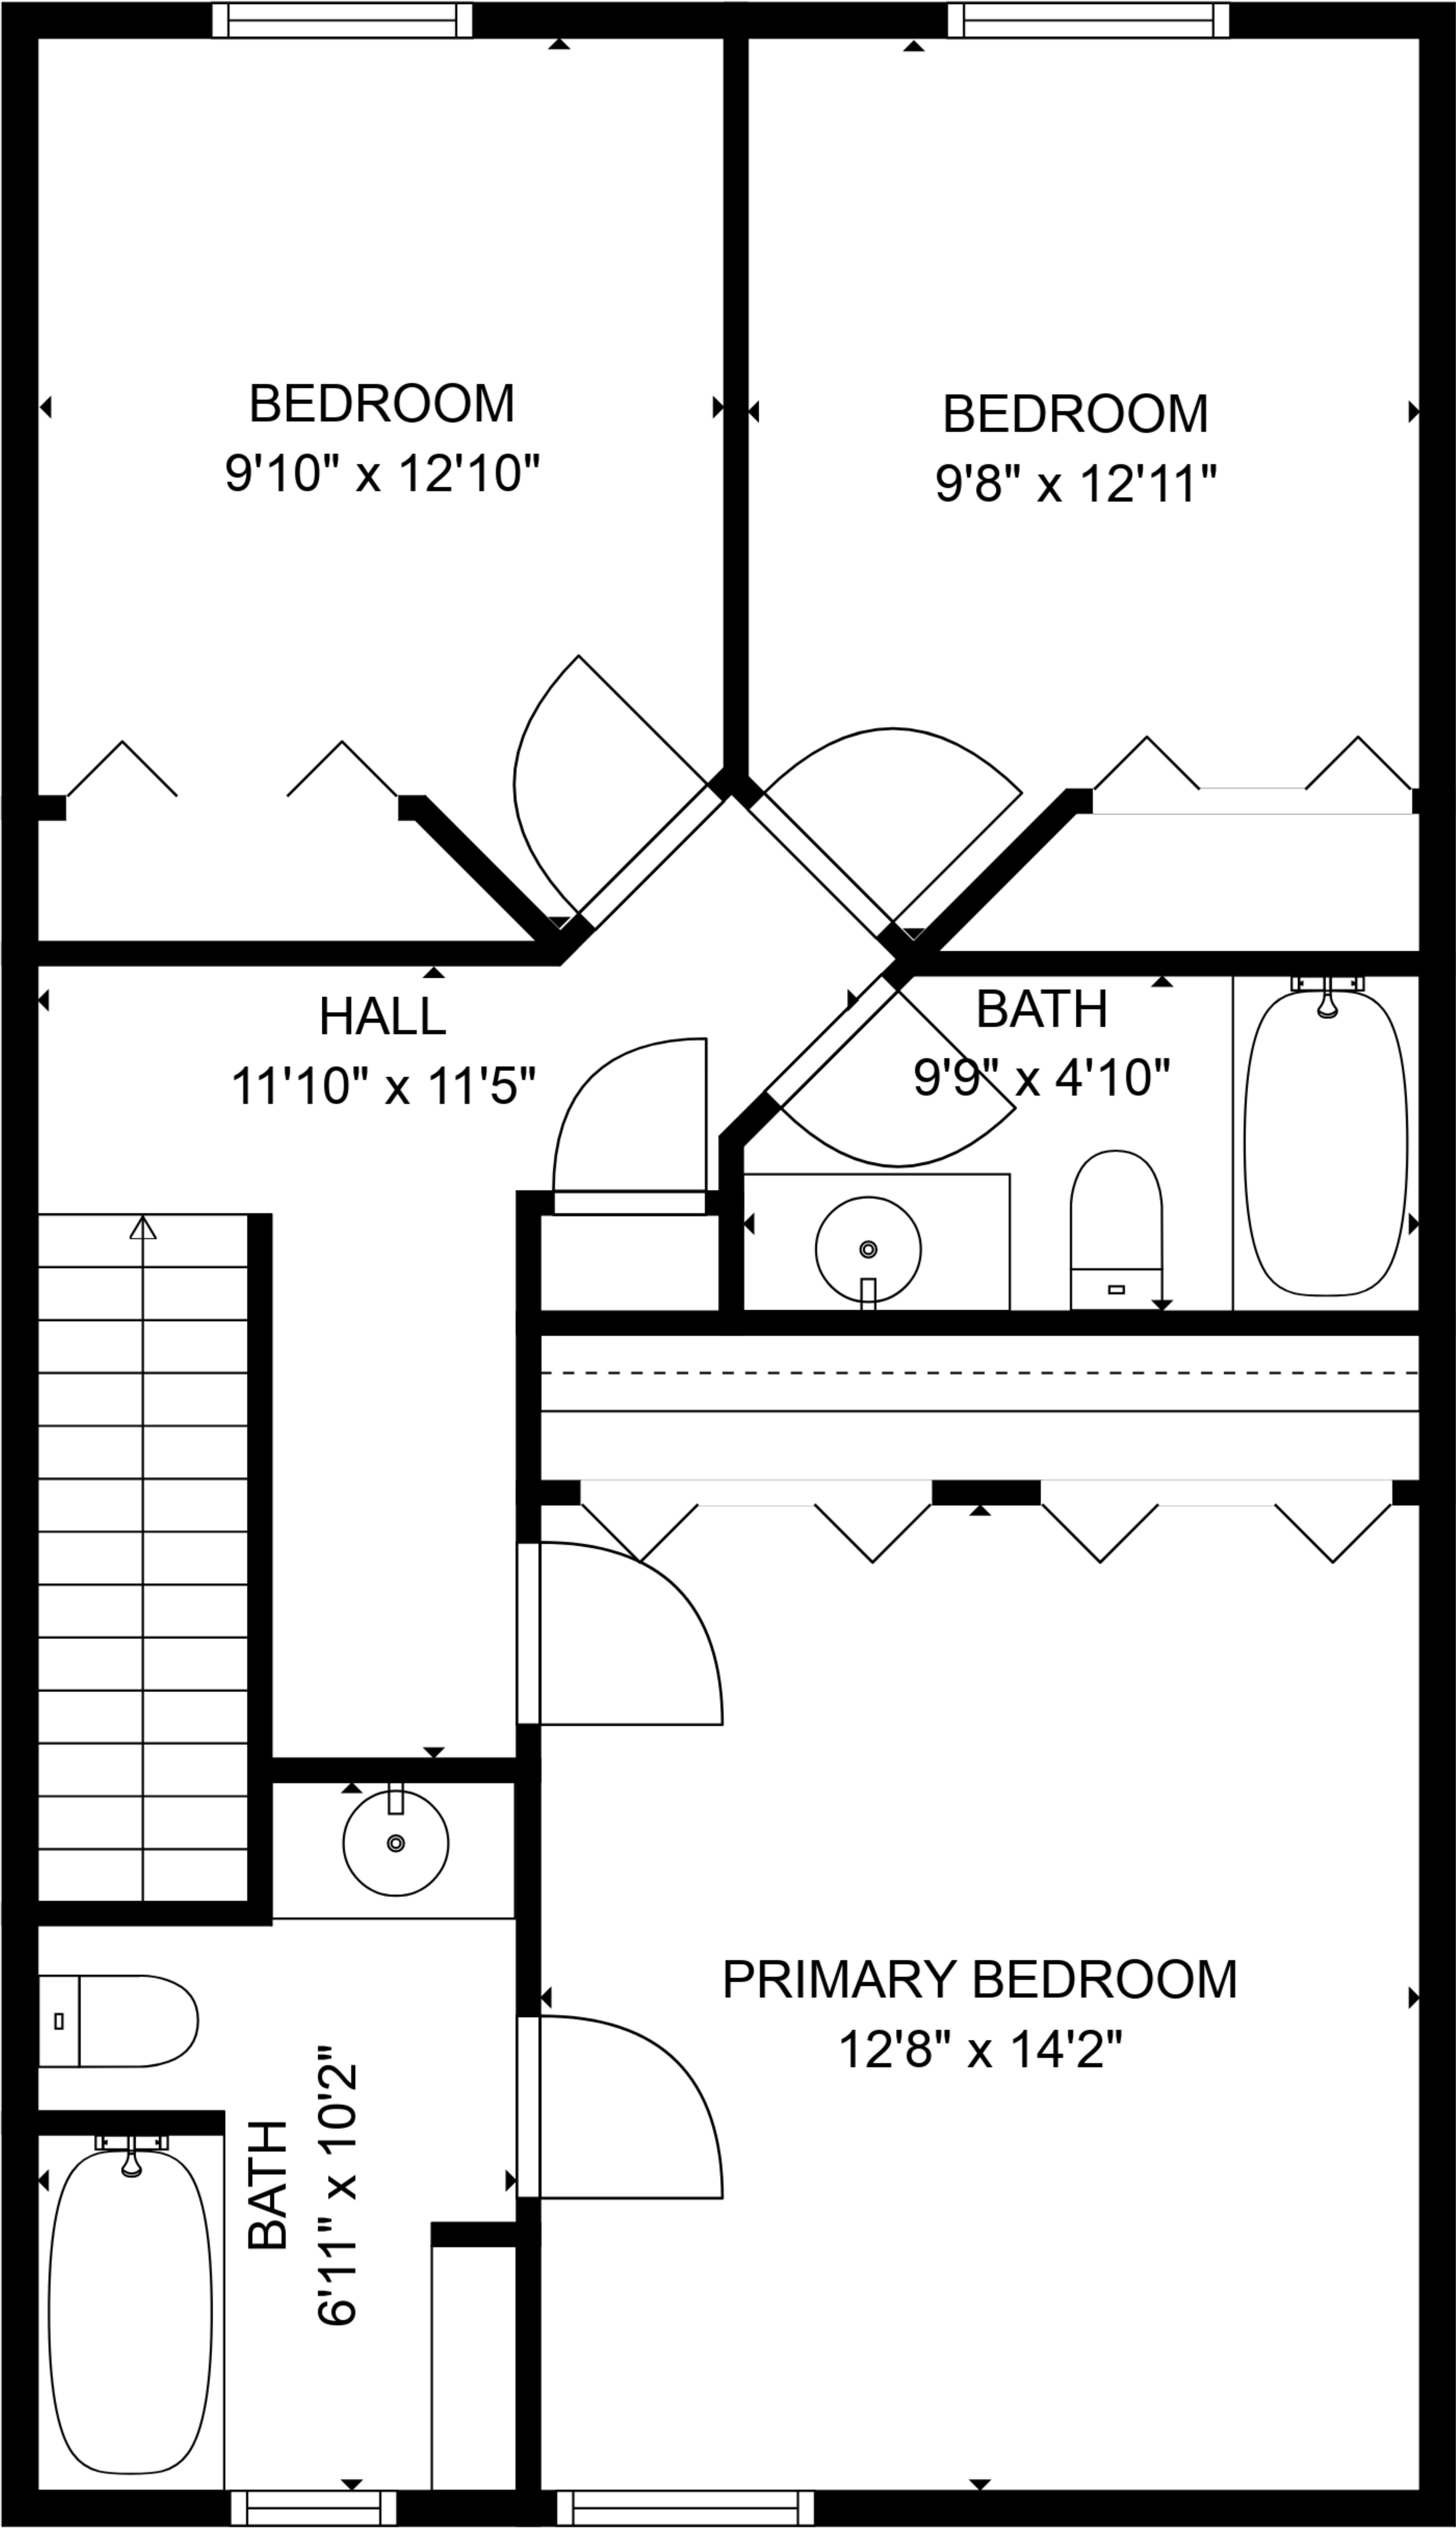 BEDROOM
9'10" x 12'10"
BEDROOM
9'8" x 12'11"
HALL
11'10" x 11'5"
BATH
9'9" x 4'10"
PRIMARY BEDROOM
12'8" x 14'2"
BATH
6'11" x 10'2"